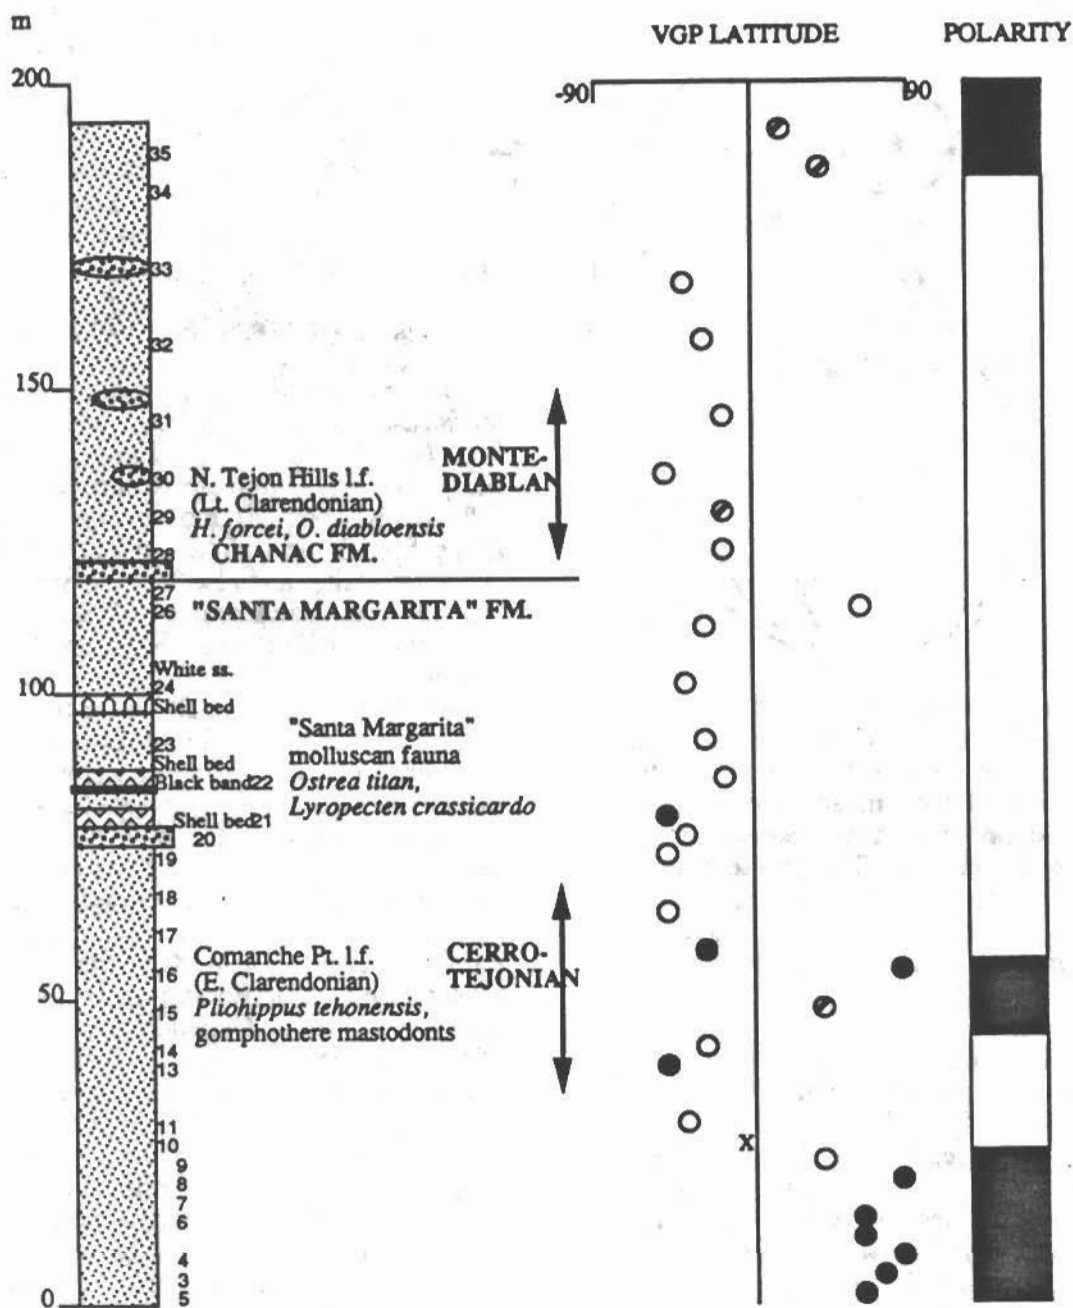 m
VGP LATITUDE
POLARITY
200
-90
90
35
34
33
32
150
31
MONTE-
DIABLAN
30
N. Tejon Hills l.f.
(Lt. Clarendonian)
29
H. forcei, O. diabloensis
28
CHANAC FM.
27
26
"SANTA MARGARITA" FM.
White ss.
100
24
Shell bed
"Santa Margarita"
molluscan fauna
Ostrea titan,
Lyropecten crassicardo
23
Shell bed
Black band22
Shell bed21
20
19
18
17
CERRO-
TEJONIAN
Comanche Pt. l.f.
(E. Clarendonian)
Pliohippus tehonensis,
gomphothere mastodonts
16
50
15
14
13
11
10
X
9
8
7
6
4
3
5
0